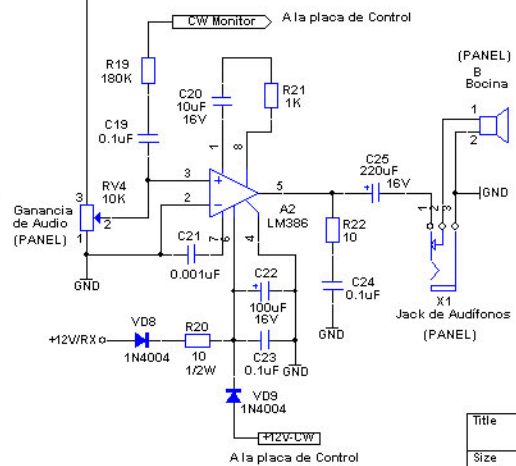 CW Monitor
A la placa de Control
R19
180K
C20
10uF
16V
R21
1K
(PANEL)
B
Bocina
1
2
C19
0.1uF
1
8
C25
220uF
16V
3
RV4
10K
2
1
Ganancia
de Audio
(PANEL)
3
+
2
-
5
A2
LM386
7
6
4
GND
1
2
3
R22
10
C21
0.001uF
C22
100uF
16V
C24
0.1uF
GND
GND
X1
Jack de Audífonos
(PANEL)
+12V/RX
VD8
1N4004
R20
10
1/2W
C23
0.1uF
GND
VD9
1N4004
+12V-CW
A la placa de Control
Title
Size